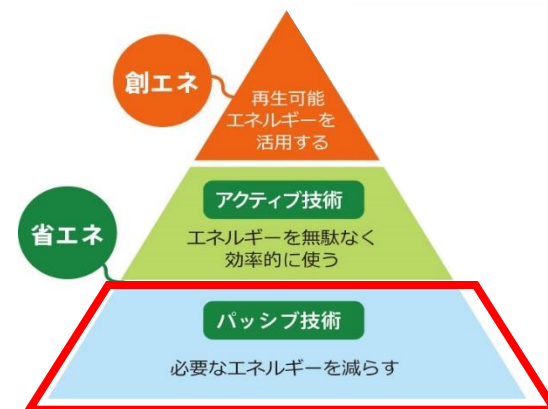 創エネ
再生可能
エネルギーを
活用する
アクティブ技術
省エネ
エネルギーを無駄なく
効率的に使う
パッシブ技術
必要なエネルギーを減らす